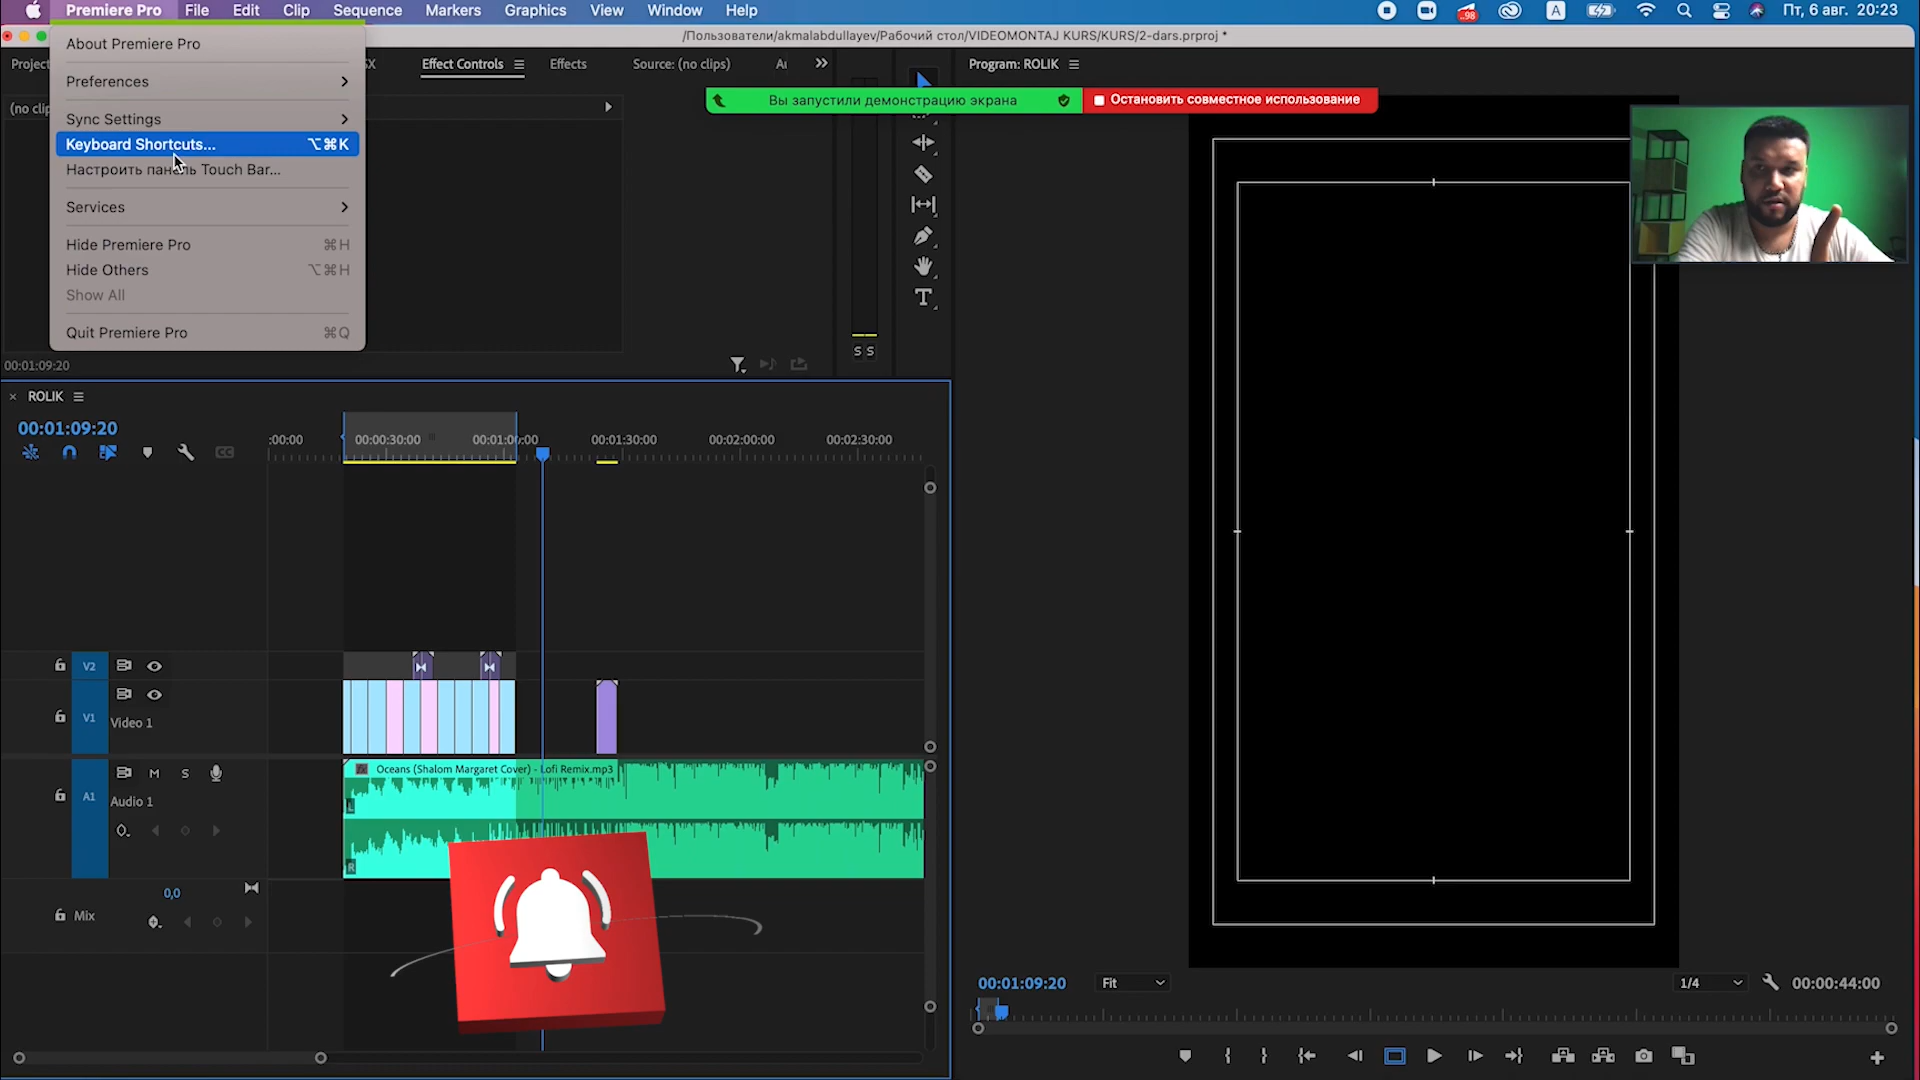 Premiere Pro File Edit Clip Sequence Markers Graphics View Window Help
98
A
Пт, 6 авг. 20:23
/Пользователи/akmalabdullayev/Рабочий стол/VIDEOMONTAJ KURS/KURS/2-dars.prproj *
About Premiere Pro
Preferences
Sync Settings
Keyboard Shortcuts... ⌥⌘K
Настроить панель Touch Bar...
Services
Hide Premiere Pro ⌘H
Hide Others ⌥⌘H
Show All
Quit Premiere Pro ⌘Q
Project
SX
Effect Controls
Effects
Source: (no clips)
Au
Program: ROLIK
(no clip
Вы запустили демонстрацию экрана
Остановить совместное использование
S S
00:01:09:20
ROLIK
00:01:09:20
:00:00 00:00:30:00 00:01:00:00 00:01:30:00 00:02:00:00 00:02:30:00
CC
V2
V1
Video 1
M S
A1
Audio 1
Oceans (Shalom Margaret Cover) - Lofi Remix.mp3
L
R
0,0
Mix
00:01:09:20
Fit
1/4
00:00:44:00